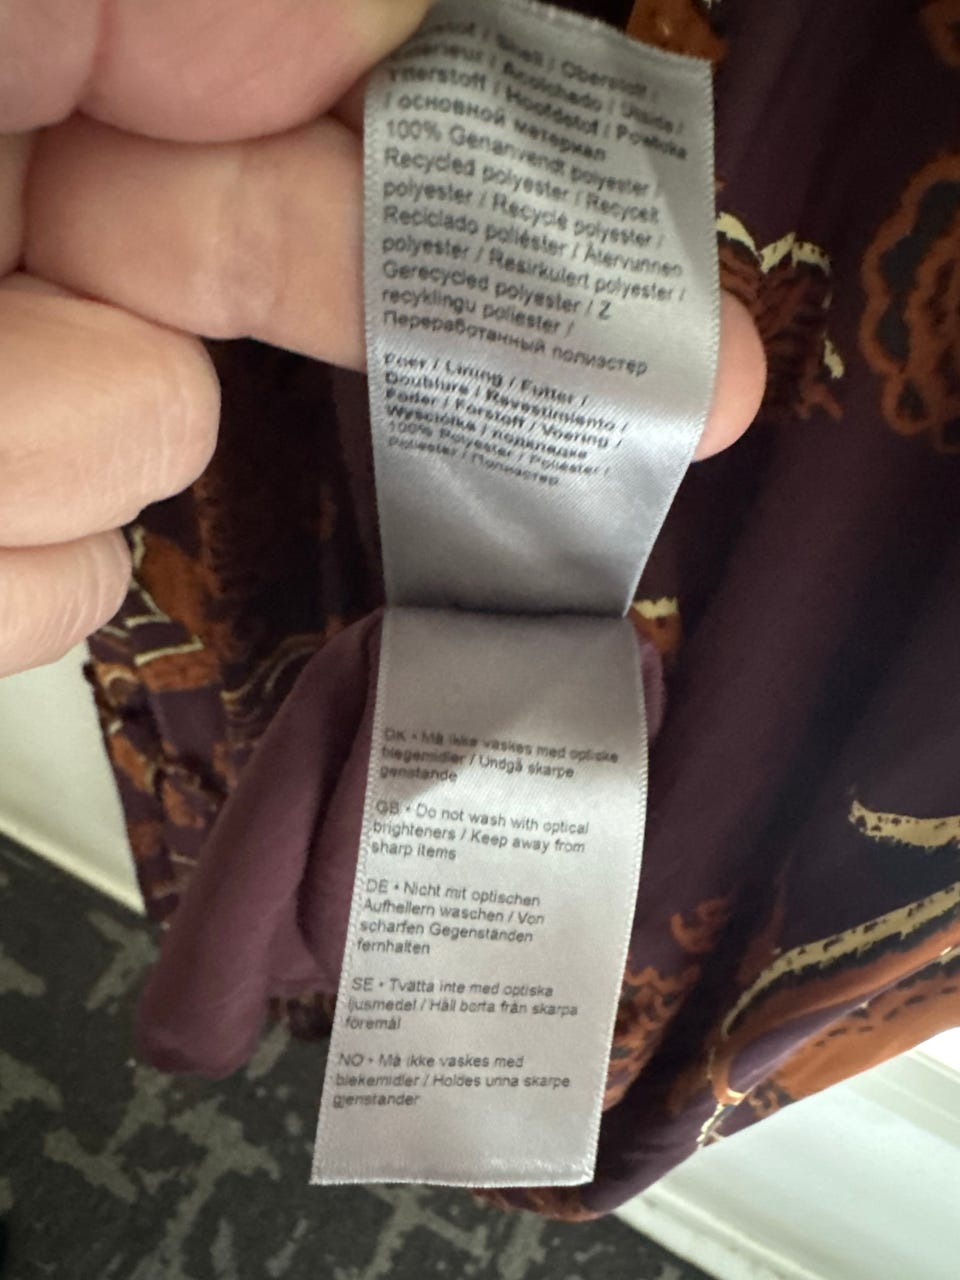 / Shell / Oberstoff /
/ Acolchado / Utside /
Ytterstoff / Hoofdstof / Powłoka
/ основной материал
100% Genanvendt polyester /
Recycled polyester / Recycelt
polyester / Recyclé polyester /
Reciclado poliéster / Återvunnen
polyester / Resirkulert polyester /
Gerecycled polyester / Z
recyklingu poliester /
Переработанный полиэстер
Foer / Lining / Futter /
Doublure / Revestimiento /
Foder / Forstoff / Voering /
Wyściółka / подкладка
100% Polyester / Poliéster /
Poliester / Полиэстер
DK • Må ikke vaskes med optiske
blegemidler / Undgå skarpe
genstande
GB • Do not wash with optical
brighteners / Keep away from
sharp items
DE • Nicht mit optischen
Aufhellern waschen / Von
scharfen Gegenständen
fernhalten
SE • Tvätta inte med optiska
ljusmedel / Håll borta från skarpa
föremål
NO • Må ikke vaskes med
blekemidler / Holdes unna skarpe
gjenstander